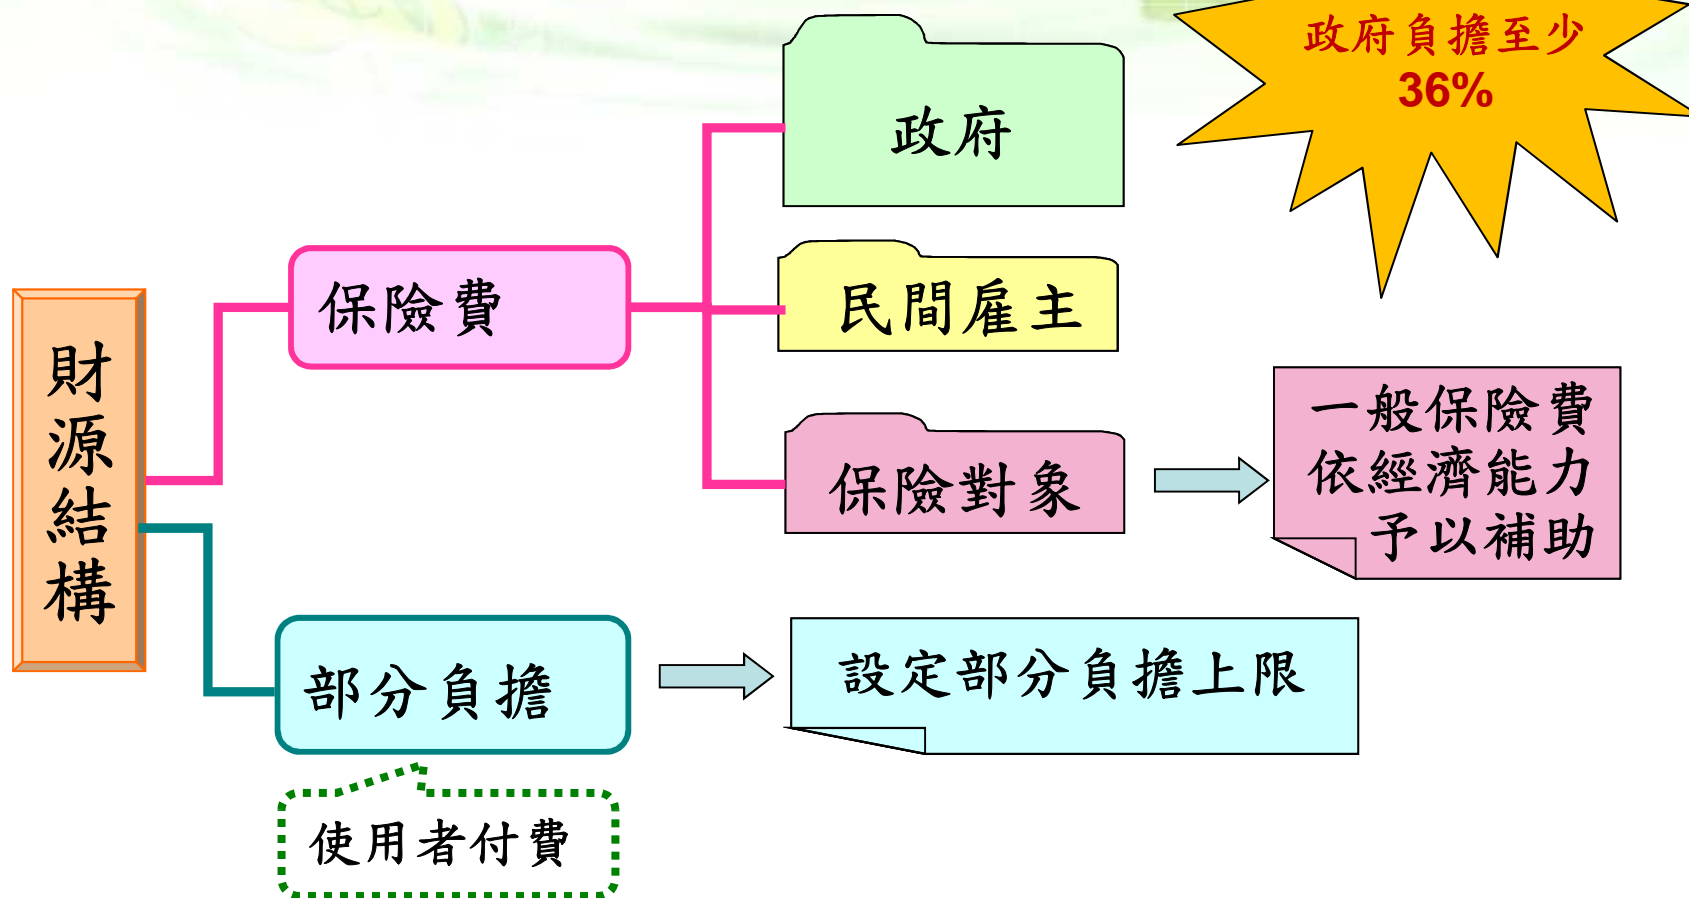 政府負擔至少
36%
政府
保險費
民間雇主
財源結構
保險對象
一般保險費
依經濟能力
予以補助
部分負擔
設定部分負擔上限
使用者付費